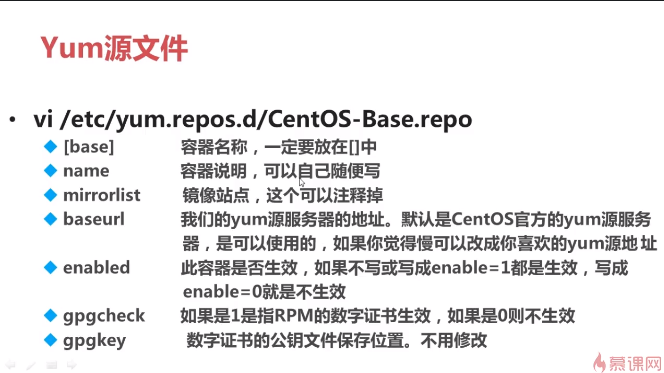 Yum源文件
• vi /etc/yum.repos.d/CentOS-Base.repo
◆ [base] 容器名称，一定要放在[]中
◆ name 容器说明，可以自己随便写
◆ mirrorlist 镜像站点，这个可以注释掉
◆ baseurl 我们的yum源服务器的地址。默认是CentOS官方的yum源服务
器，是可以使用的，如果你觉得慢可以改成你喜欢的yum源地址
◆ enabled 此容器是否生效，如果不写或写成enable=1都是生效，写成
enable=0就是不生效
◆ gpgcheck 如果是1是指RPM的数字证书生效，如果是0则不生效
◆ gpgkey 数字证书的公钥文件保存位置。不用修改
慕课网